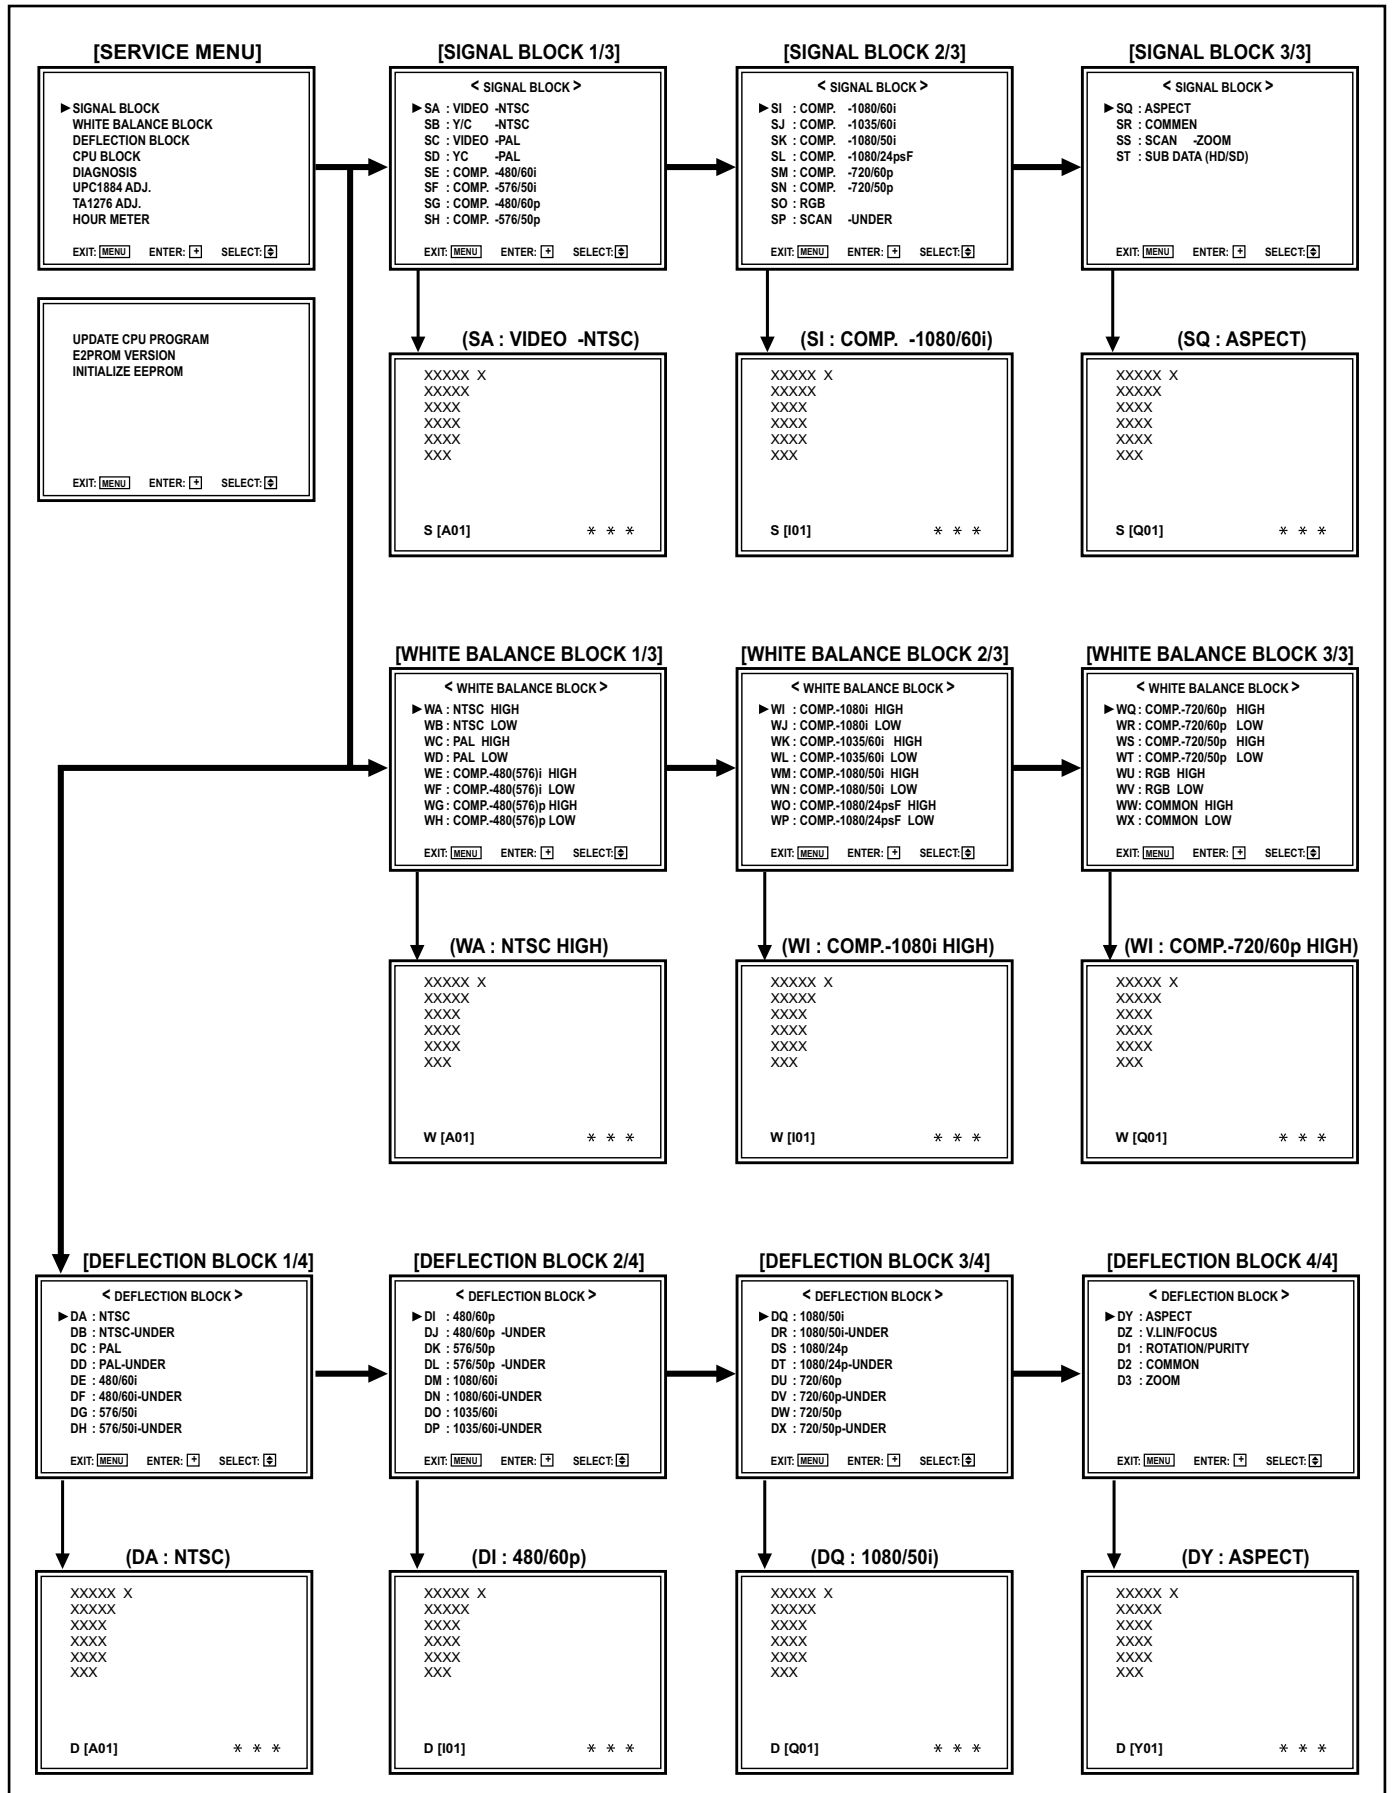 [SERVICE MENU]
►SIGNAL BLOCK
WHITE BALANCE BLOCK
DEFLECTION BLOCK
CPU BLOCK
DIAGNOSIS
UPC1884 ADJ.
TA1276 ADJ.
HOUR METER
EXIT: MENU ENTER: + SELECT:
UPDATE CPU PROGRAM
E2PROM VERSION
INITIALIZE EEPROM
EXIT: MENU ENTER: + SELECT:
[SIGNAL BLOCK 1/3]
< SIGNAL BLOCK >
►SA : VIDEO -NTSC
SB : Y/C -NTSC
SC : VIDEO -PAL
SD : YC -PAL
SE : COMP. -480/60i
SF : COMP. -576/50i
SG : COMP. -480/60p
SH : COMP. -576/50p
EXIT: MENU ENTER: + SELECT:
[SIGNAL BLOCK 2/3]
< SIGNAL BLOCK >
►SI : COMP. -1080/60i
SJ : COMP. -1035/60i
SK : COMP. -1080/50i
SL : COMP. -1080/24psF
SM : COMP. -720/60p
SN : COMP. -720/50p
SO : RGB
SP : SCAN -UNDER
EXIT: MENU ENTER: + SELECT:
[SIGNAL BLOCK 3/3]
< SIGNAL BLOCK >
►SQ : ASPECT
SR : COMMEN
SS : SCAN -ZOOM
ST : SUB DATA (HD/SD)
EXIT: MENU ENTER: + SELECT:
(SA : VIDEO -NTSC)
XXXXX X
XXXXX
XXXX
XXXX
XXXX
XXX
S [A01] * * *
(SI : COMP. -1080/60i)
XXXXX X
XXXXX
XXXX
XXXX
XXXX
XXX
S [I01] * * *
(SQ : ASPECT)
XXXXX X
XXXXX
XXXX
XXXX
XXXX
XXX
S [Q01] * * *
[WHITE BALANCE BLOCK 1/3]
< WHITE BALANCE BLOCK >
►WA : NTSC HIGH
WB : NTSC LOW
WC : PAL HIGH
WD : PAL LOW
WE : COMP.-480(576)i HIGH
WF : COMP.-480(576)i LOW
WG : COMP.-480(576)p HIGH
WH : COMP.-480(576)p LOW
EXIT: MENU ENTER: + SELECT:
[WHITE BALANCE BLOCK 2/3]
< WHITE BALANCE BLOCK >
►WI : COMP.-1080i HIGH
WJ : COMP.-1080i LOW
WK : COMP.-1035/60i HIGH
WL : COMP.-1035/60i LOW
WM : COMP.-1080/50i HIGH
WN : COMP.-1080/50i LOW
WO : COMP.-1080/24psF HIGH
WP : COMP.-1080/24psF LOW
EXIT: MENU ENTER: + SELECT:
[WHITE BALANCE BLOCK 3/3]
< WHITE BALANCE BLOCK >
►WQ : COMP.-720/60p HIGH
WR : COMP.-720/60p LOW
WS : COMP.-720/50p HIGH
WT : COMP.-720/50p LOW
WU : RGB HIGH
WV : RGB LOW
WW: COMMON HIGH
WX : COMMON LOW
EXIT: MENU ENTER: + SELECT:
(WA : NTSC HIGH)
XXXXX X
XXXXX
XXXX
XXXX
XXXX
XXX
W [A01] * * *
(WI : COMP.-1080i HIGH)
XXXXX X
XXXXX
XXXX
XXXX
XXXX
XXX
W [I01] * * *
(WI : COMP.-720/60p HIGH)
XXXXX X
XXXXX
XXXX
XXXX
XXXX
XXX
W [Q01] * * *
[DEFLECTION BLOCK 1/4]
< DEFLECTION BLOCK >
►DA : NTSC
DB : NTSC-UNDER
DC : PAL
DD : PAL-UNDER
DE : 480/60i
DF : 480/60i-UNDER
DG : 576/50i
DH : 576/50i-UNDER
EXIT: MENU ENTER: + SELECT:
[DEFLECTION BLOCK 2/4]
< DEFLECTION BLOCK >
►DI : 480/60p
DJ : 480/60p -UNDER
DK : 576/50p
DL : 576/50p -UNDER
DM : 1080/60i
DN : 1080/60i-UNDER
DO : 1035/60i
DP : 1035/60i-UNDER
EXIT: MENU ENTER: + SELECT:
[DEFLECTION BLOCK 3/4]
< DEFLECTION BLOCK >
►DQ : 1080/50i
DR : 1080/50i-UNDER
DS : 1080/24p
DT : 1080/24p-UNDER
DU : 720/60p
DV : 720/60p-UNDER
DW : 720/50p
DX : 720/50p-UNDER
EXIT: MENU ENTER: + SELECT:
[DEFLECTION BLOCK 4/4]
< DEFLECTION BLOCK >
►DY : ASPECT
DZ : V.LIN/FOCUS
D1 : ROTATION/PURITY
D2 : COMMON
D3 : ZOOM
EXIT: MENU ENTER: + SELECT:
(DA : NTSC)
XXXXX X
XXXXX
XXXX
XXXX
XXXX
XXX
D [A01] * * *
(DI : 480/60p)
XXXXX X
XXXXX
XXXX
XXXX
XXXX
XXX
D [I01] * * *
(DQ : 1080/50i)
XXXXX X
XXXXX
XXXX
XXXX
XXXX
XXX
D [Q01] * * *
(DY : ASPECT)
XXXXX X
XXXXX
XXXX
XXXX
XXXX
XXX
D [Y01] * * *